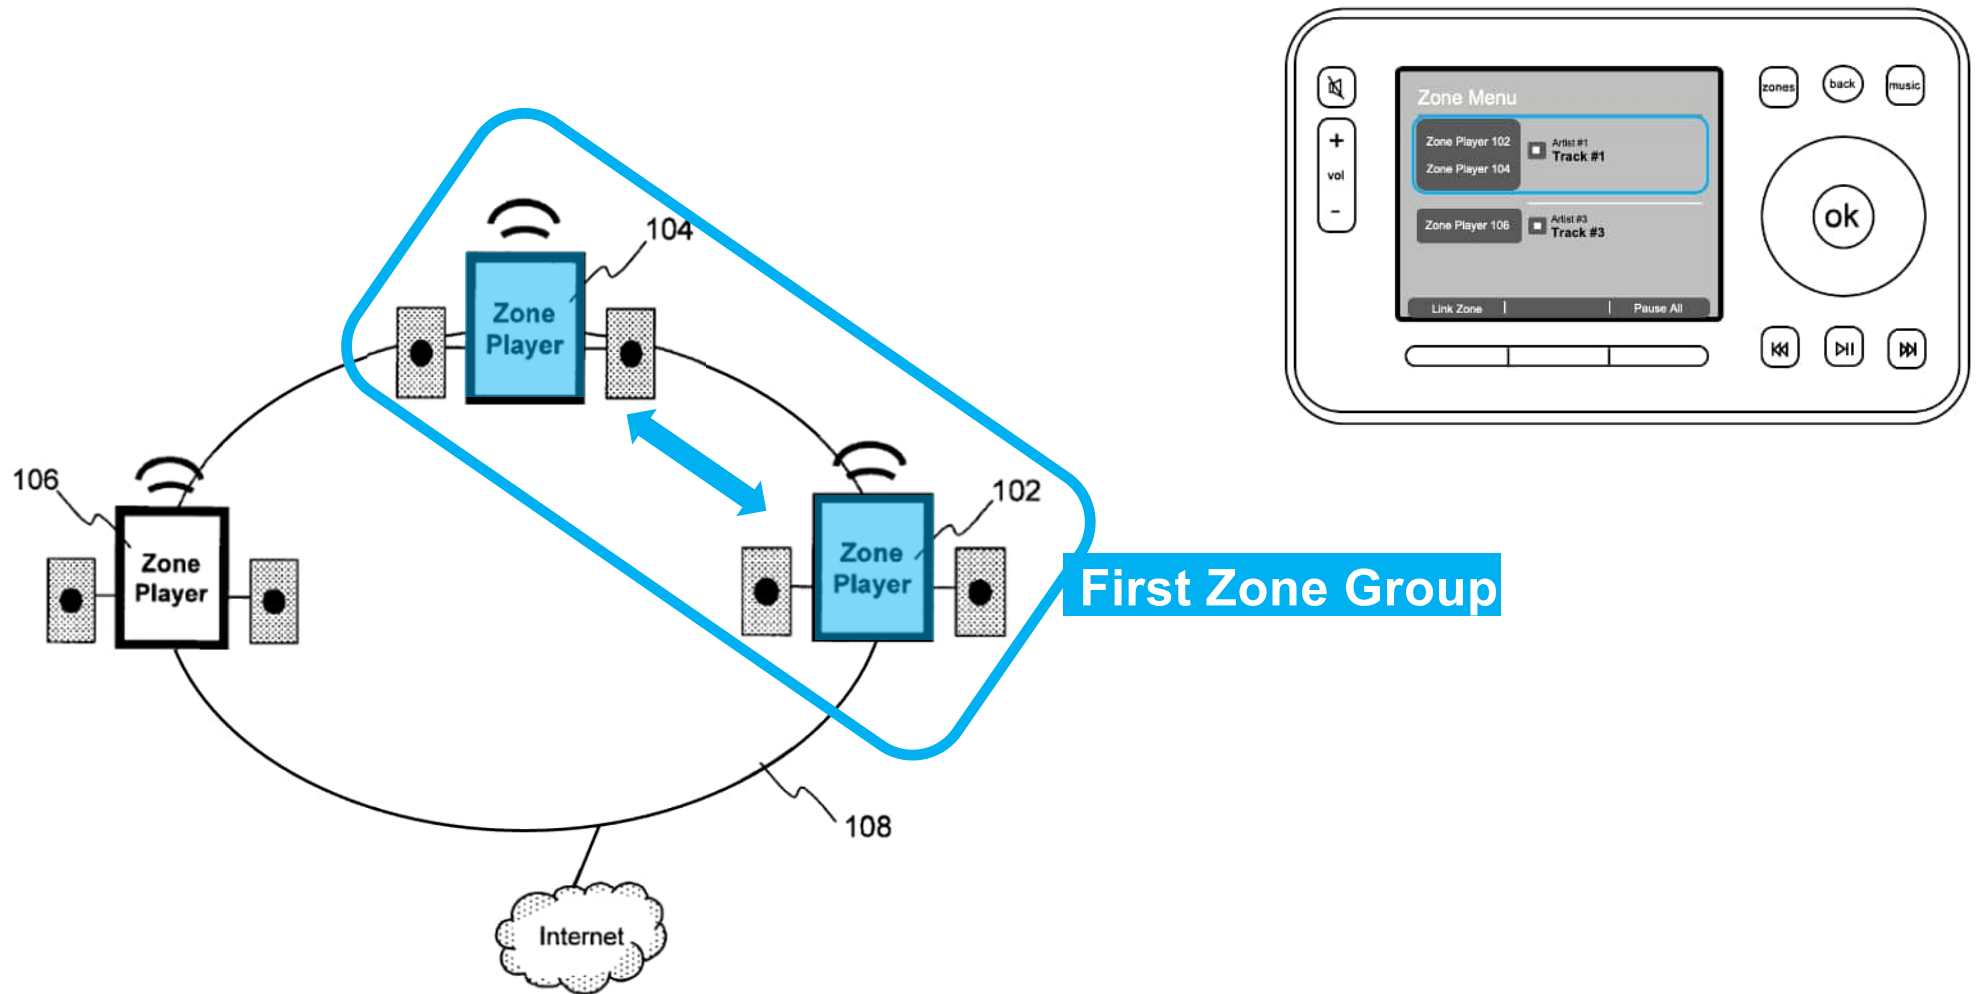 104
Zone
Player
106
Zone
Player
102
Zone
Player
First Zone Group
108
Internet
zones
back
music
+
vol
-
Zone Menu
Zone Player 102
Zone Player 104
Artist #1
Track #1
Zone Player 106
Artist #3
Track #3
Link Zone | | Pause All
ok